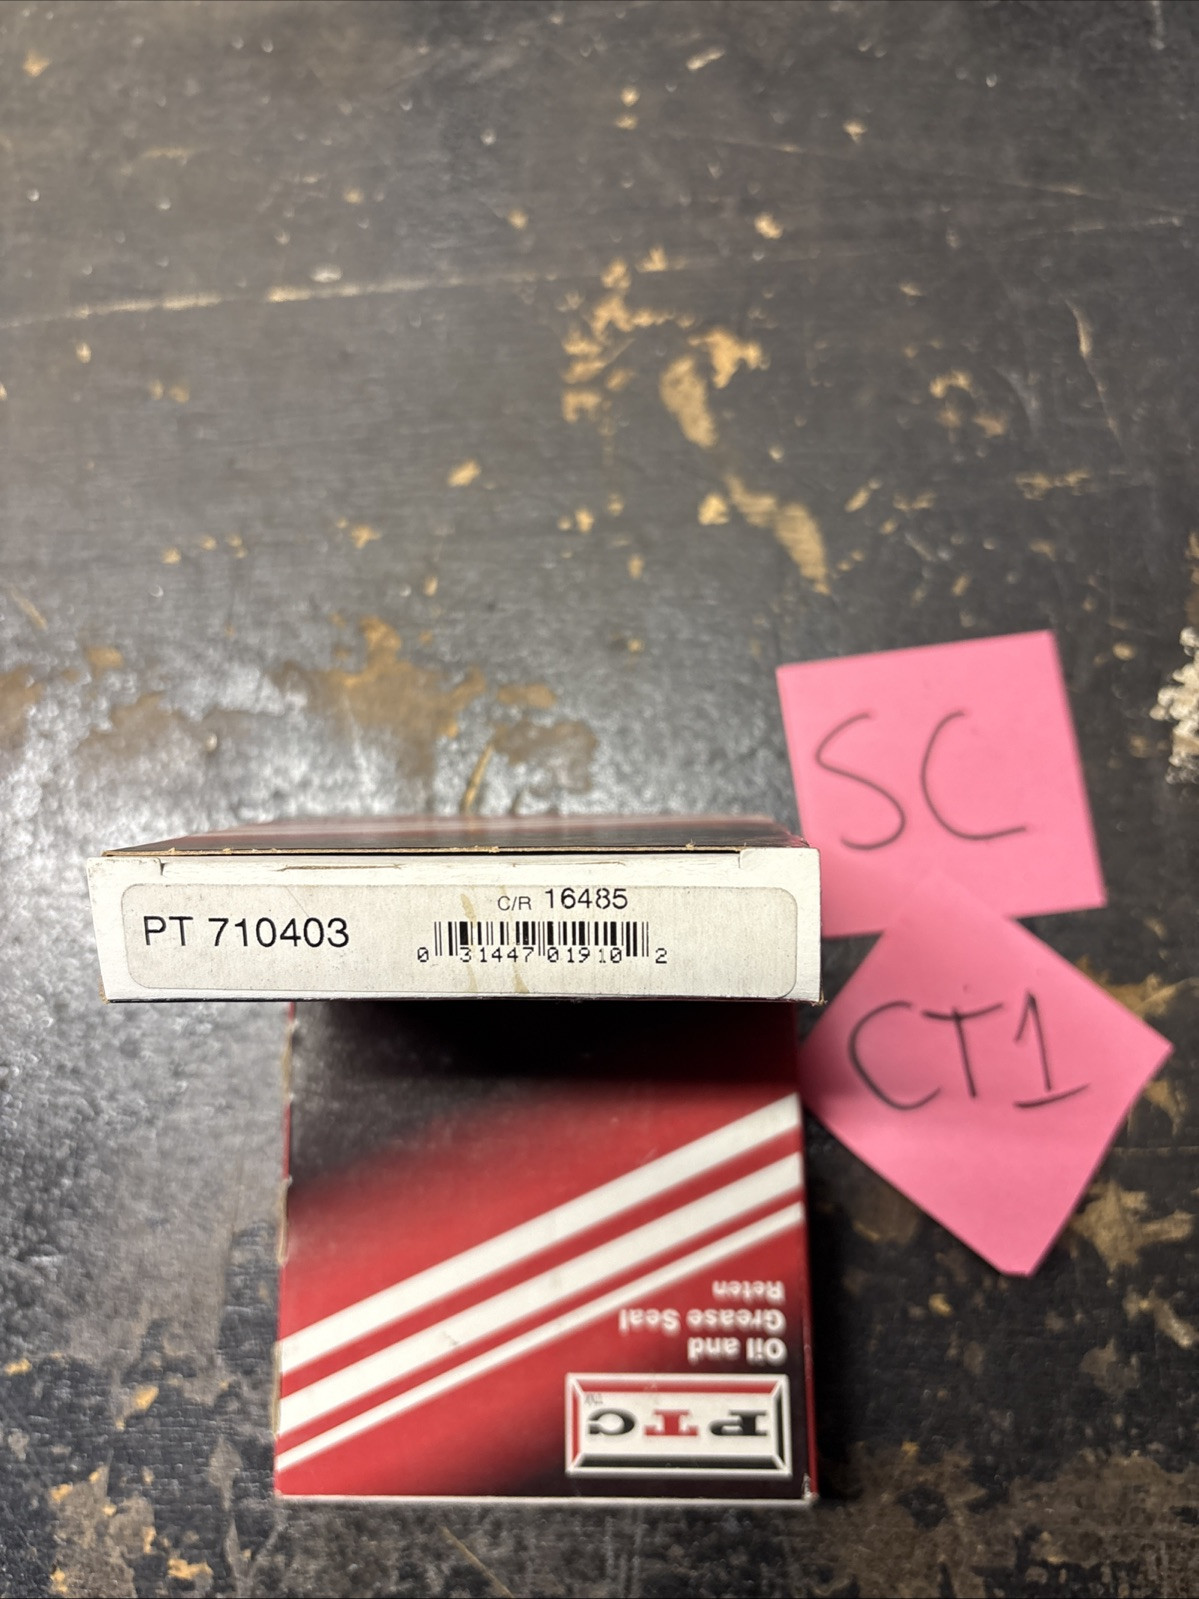 SC
C/R 16485
PT 710403
0 31447 01910 2
CT1
Reten
Grease Seal
Oil and
PTC